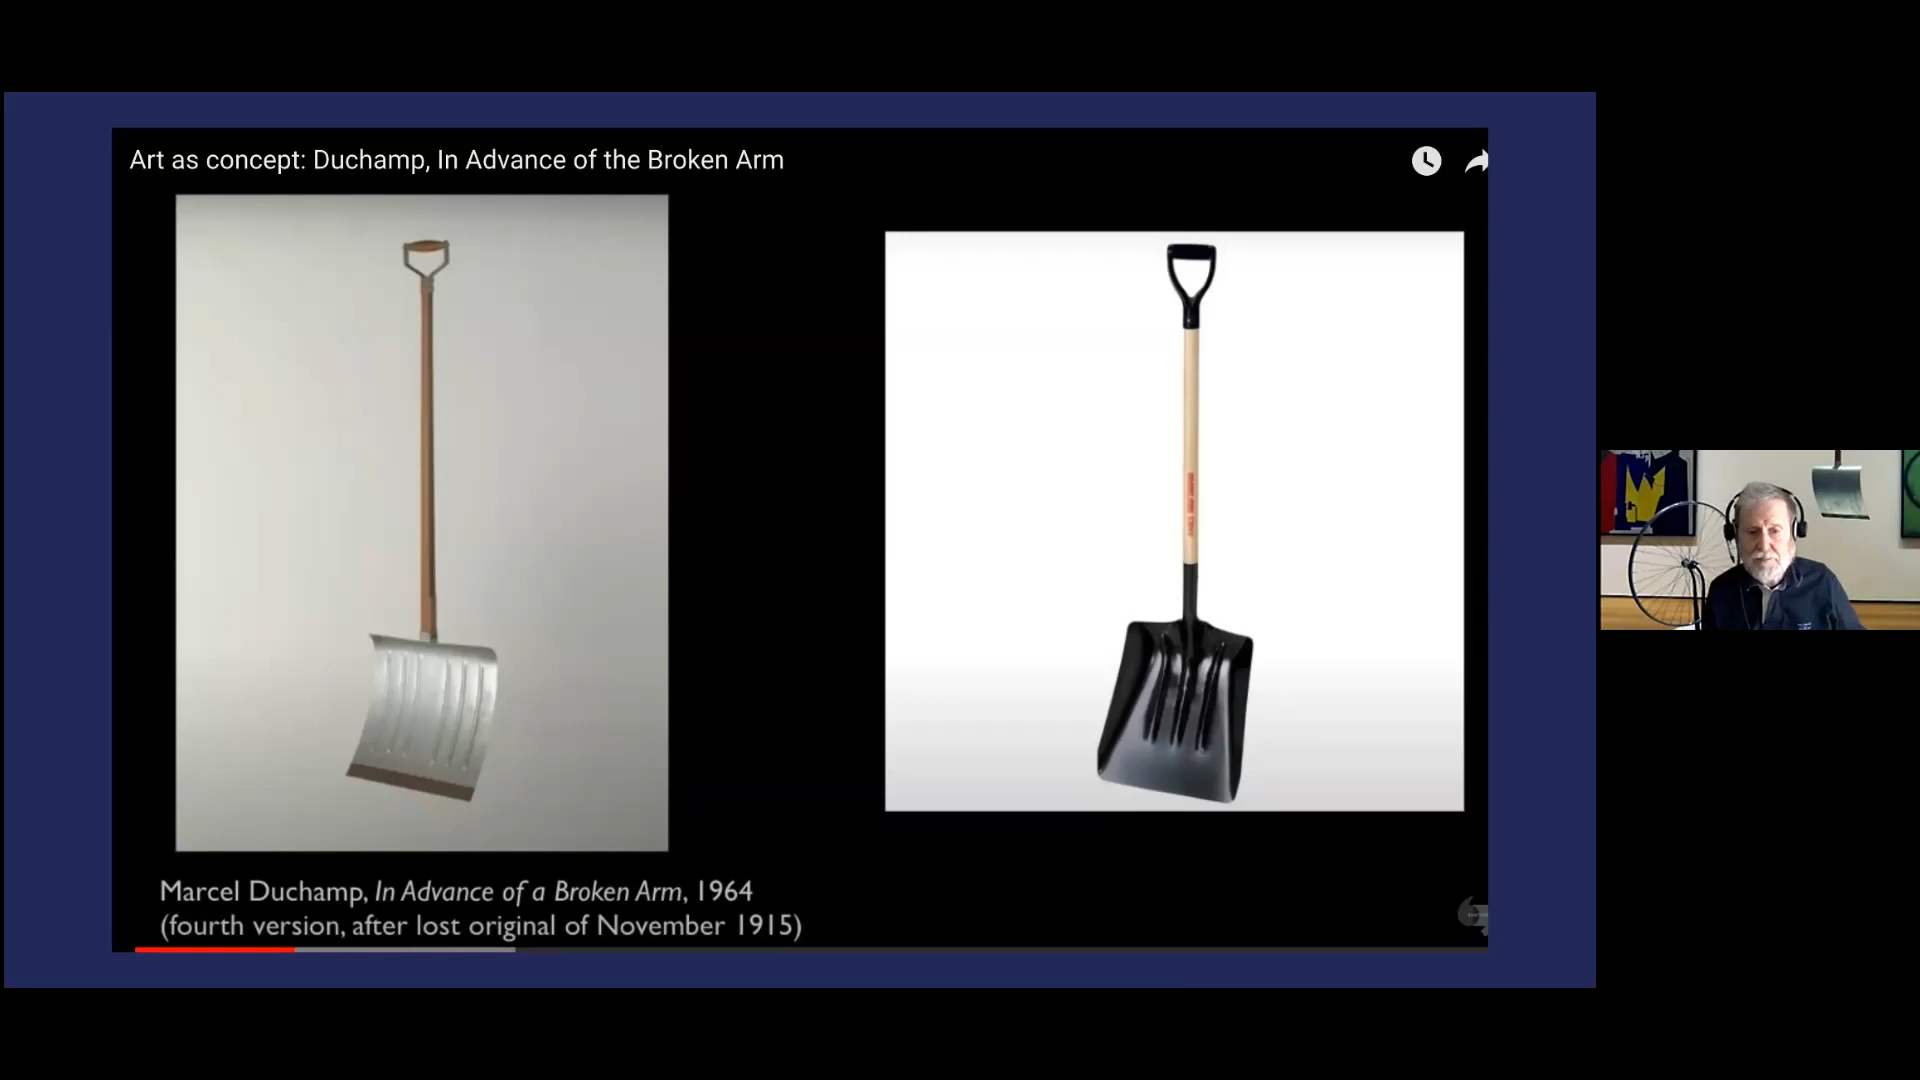 Art as concept: Duchamp, In Advance of the Broken Arm
Marcel Duchamp, In Advance of a Broken Arm, 1964
(fourth version, after lost original of November 1915)